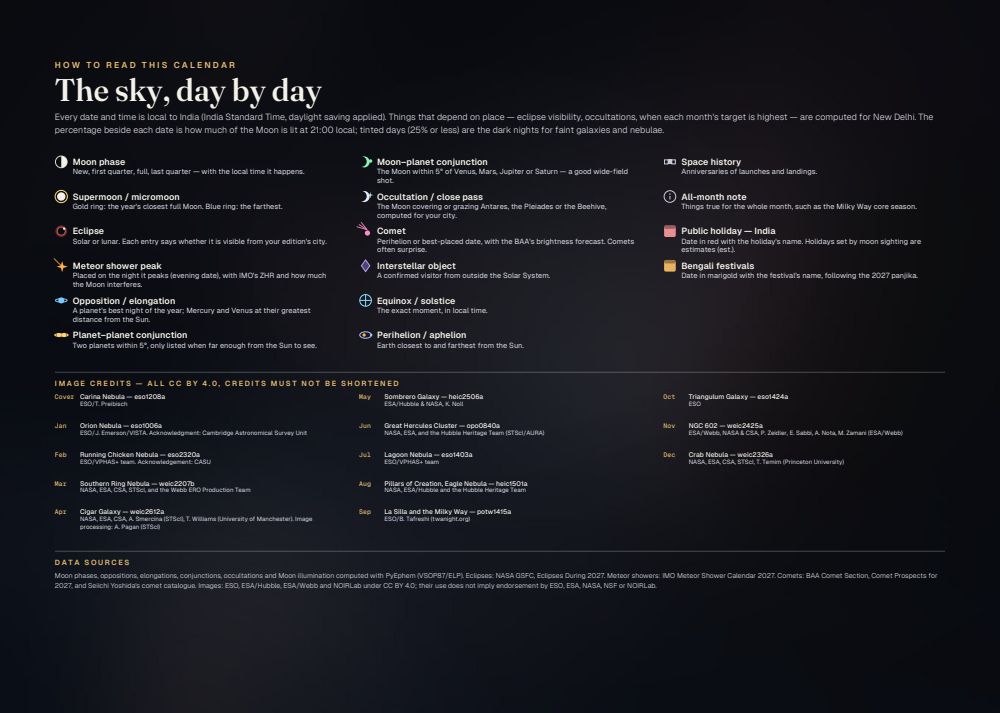 HOW TO READ THIS CALENDAR
The sky, day by day
Every date and time is local to India (India Standard Time, daylight saving applied). Things that depend on place — eclipse visibility, occultations, when each month's target is highest — are computed for New Delhi. The
percentage beside each date is how much of the Moon is lit at 21:00 local; tinted days (25% or less) are the dark nights for faint galaxies and nebulae.
Moon phase
New, first quarter, full, last quarter — with the local time it happens.
Supermoon / micromoon
Gold ring: the year's closest full Moon. Blue ring: the farthest.
Eclipse
Solar or lunar. Each entry says whether it is visible from your edition's city.
Meteor shower peak
Placed on the night it peaks (evening date), with IMO's ZHR and how much
the Moon interferes.
Opposition / elongation
A planet's best night of the year; Mercury and Venus at their greatest
distance from the Sun.
Planet–planet conjunction
Two planets within 5°, only listed when far enough from the Sun to see.
Moon–planet conjunction
The Moon within 5° of Venus, Mars, Jupiter or Saturn — a good wide-field
shot.
Occultation / close pass
The Moon covering or grazing Antares, the Pleiades or the Beehive,
computed for your city.
Comet
Perihelion or best-placed date, with the BAA's brightness forecast. Comets
often surprise.
Interstellar object
A confirmed visitor from outside the Solar System.
Equinox / solstice
The exact moment, in local time.
Perihelion / aphelion
Earth closest to and farthest from the Sun.
Space history
Anniversaries of launches and landings.
All-month note
Things true for the whole month, such as the Milky Way core season.
Public holiday — India
Date in red with the holiday's name. Holidays set by moon sighting are
estimates (est.).
Bengali festivals
Date in marigold with the festival's name, following the 2027 panjika.
IMAGE CREDITS — ALL CC BY 4.0, CREDITS MUST NOT BE SHORTENED
Cover Carina Nebula — eso1208a
ESO/T. Preibisch
Jan Orion Nebula — eso1006a
ESO/J. Emerson/VISTA. Acknowledgment: Cambridge Astronomical Survey Unit
Feb Running Chicken Nebula — eso2320a
ESO/VPHAS+ team. Acknowledgement: CASU
Mar Southern Ring Nebula — weic2207b
NASA, ESA, CSA, STScI, and the Webb ERO Production Team
Apr Cigar Galaxy — weic2612a
NASA, ESA, CSA, A. Smercina (STScI), T. Williams (University of Manchester). Image
processing: A. Pagan (STScI)
May Sombrero Galaxy — heic2506a
ESA/Hubble & NASA, K. Noll
Jun Great Hercules Cluster — opo0840a
NASA, ESA, and the Hubble Heritage Team (STScI/AURA)
Jul Lagoon Nebula — eso1403a
ESO/VPHAS+ team
Aug Pillars of Creation, Eagle Nebula — heic1501a
NASA, ESA/Hubble and the Hubble Heritage Team
Sep La Silla and the Milky Way — potw1415a
ESO/B. Tafreshi (twanight.org)
Oct Triangulum Galaxy — eso1424a
ESO
Nov NGC 602 — weic2425a
ESA/Webb, NASA & CSA, P. Zeidler, E. Sabbi, A. Nota, M. Zamani (ESA/Webb)
Dec Crab Nebula — weic2326a
NASA, ESA, CSA, STScI, T. Temim (Princeton University)
DATA SOURCES
Moon phases, oppositions, elongations, conjunctions, occultations and Moon illumination computed with PyEphem (VSOP87/ELP). Eclipses: NASA GSFC, Eclipses During 2027. Meteor showers: IMO Meteor Shower Calendar 2027. Comets: BAA Comet Section, Comet Prospects for
2027, and Seiichi Yoshida's comet catalogue. Images: ESO, ESA/Hubble, ESA/Webb and NOIRLab under CC BY 4.0; their use does not imply endorsement by ESO, ESA, NASA, NSF or NOIRLab.